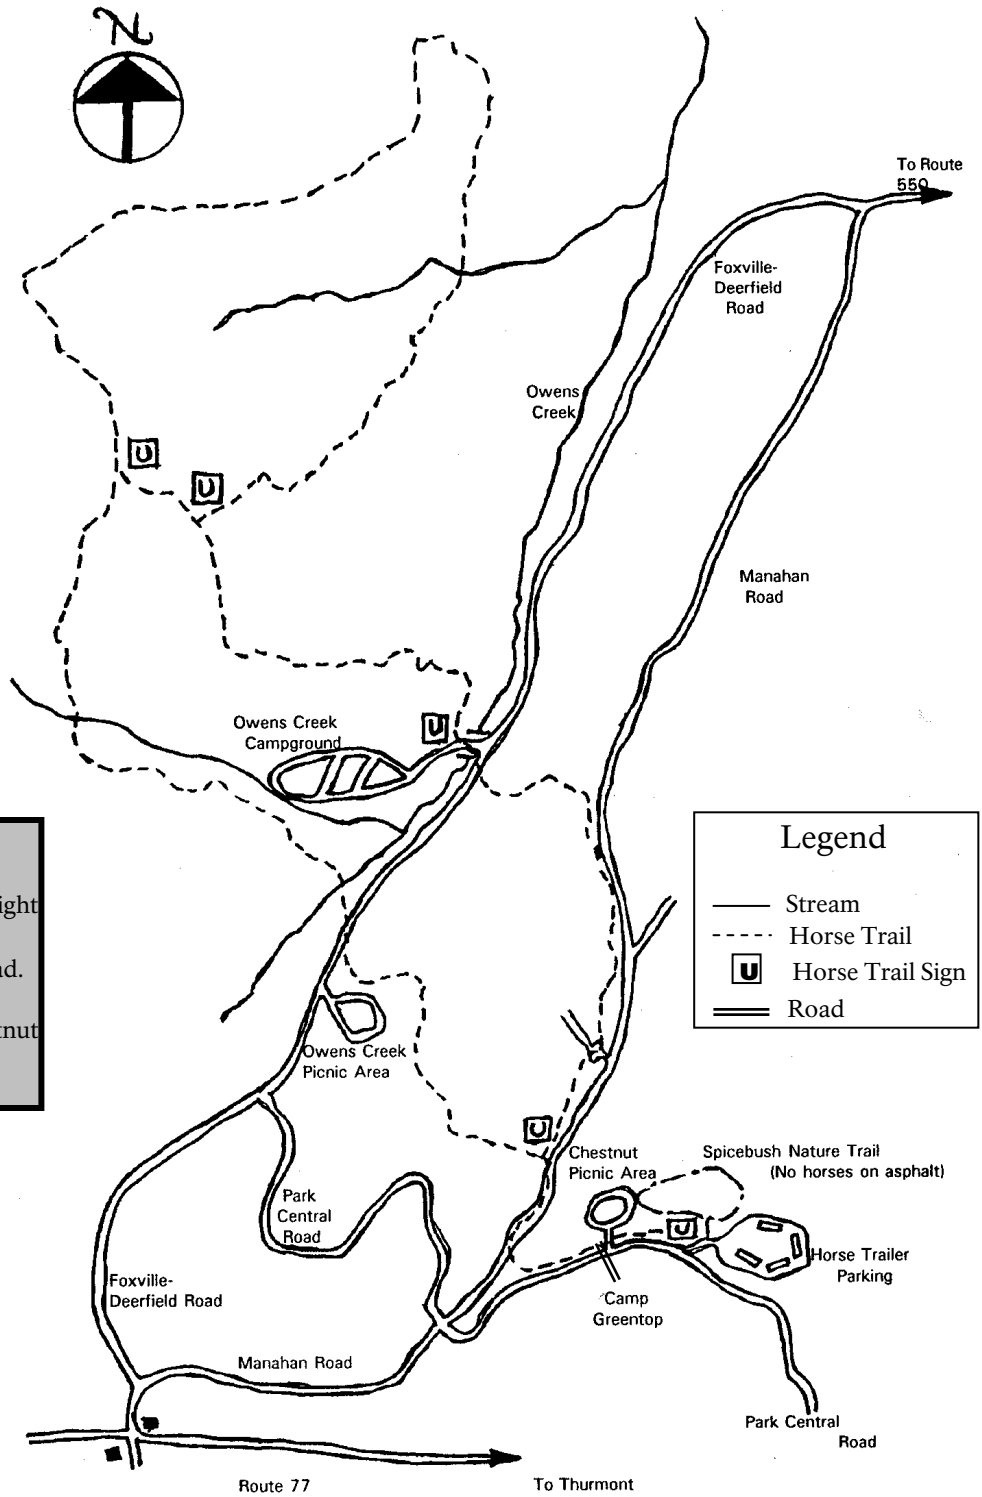 N
To Route
550
Foxville-
Deerfield
Road
Owens
Creek
U
U
Manahan
Road
Owens Creek
Campground
U
Legend
Stream
Horse Trail
U Horse Trail Sign
Road
ight
d.
tnut
Owens Creek
Picnic Area
U
Chestnut
Picnic Area
Spicebush Nature Trail
(No horses on asphalt)
Park
Central
Road
U
Horse Trailer
Parking
Foxville-
Deerfield Road
Camp
Greentop
Manahan Road
Park Central
Road
Route 77
To Thurmont